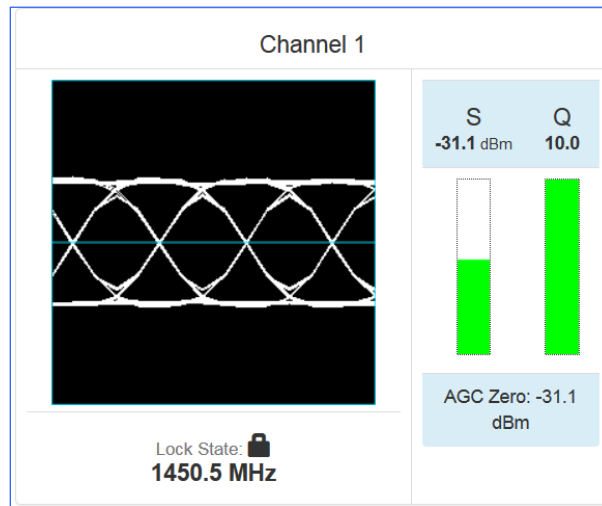 Channel 1
S Q
-31.1 dBm 10.0
AGC Zero: -31.1
dBm
Lock State:
1450.5 MHz